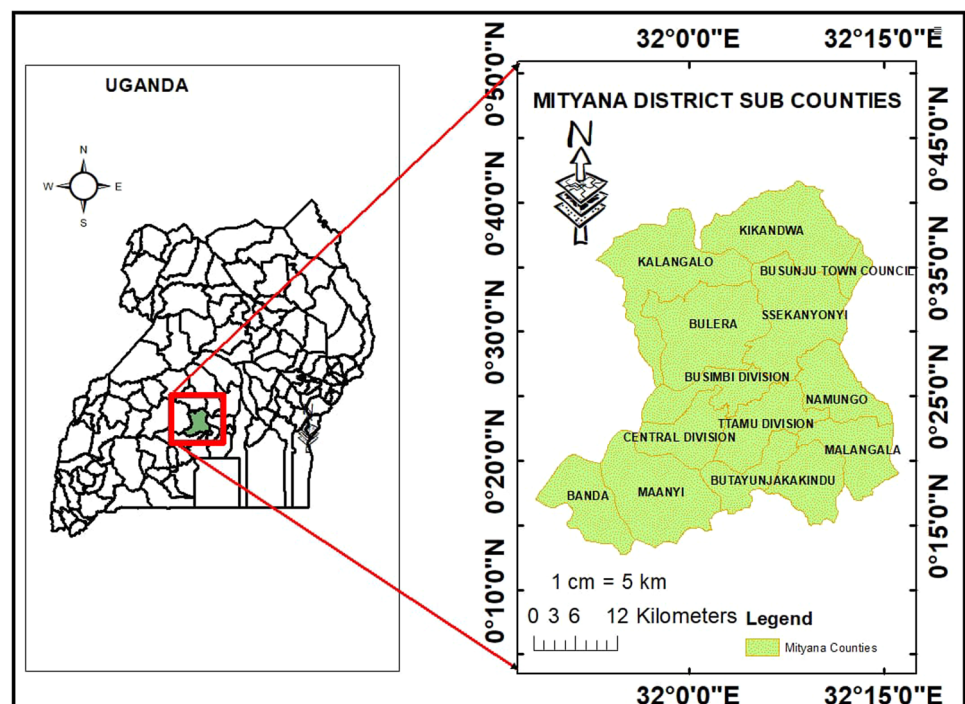 UGANDA
N
W
E
S
32°0'0"E
32°15'0"E
MITYANA DISTRICT SUB COUNTIES
N
0°50'0"N
0°40'0"N
0°30'0"N
0°20'0"N
0°10'0"N
0°45'0"N
0°35'0"N
0°25'0"N
0°15'0"N
KIKANDWA
KALANGALO
BUSUNJU TOWN COUNCIL
SSEKANYONYI
BULERA
BUSIMBI DIVISION
NAMUNGO
TTAMU DIVISION
CENTRAL DIVISION
MALANGALA
BUTAYUNJAKAKINDU
BANDA
MAANYI
1 cm = 5 km
0 3 6 12 Kilometers
Legend
Mityana Counties
32°0'0"E
32°15'0"E